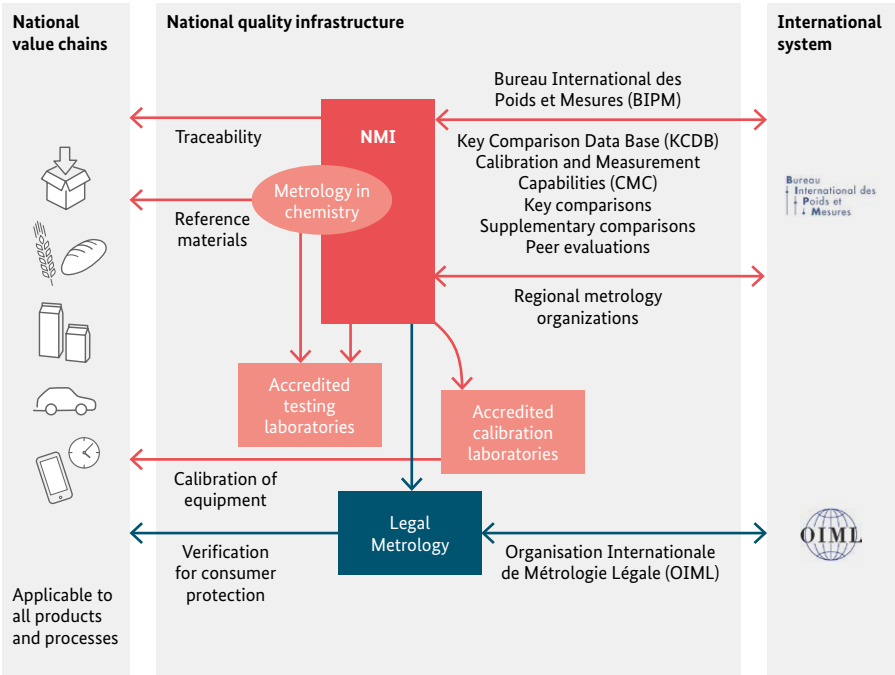 National
value chains
National quality infrastructure
International
system
Bureau International des
Poids et Mesures (BIPM)
NMI
Traceability
Key Comparison Data Base (KCDB)
Calibration and Measurement
Capabilities (CMC)
Key comparisons
Supplementary comparisons
Peer evaluations
Metrology in
chemistry
Reference
materials
Bureau
International des
Poids et
Mesures
Regional metrology
organizations
Accredited
testing
laboratories
Accredited
calibration
laboratories
Calibration of
equipment
Legal
Metrology
Verification
for consumer
protection
Organisation Internationale
de Métrologie Légale (OIML)
OIML
Applicable to
all products
and processes